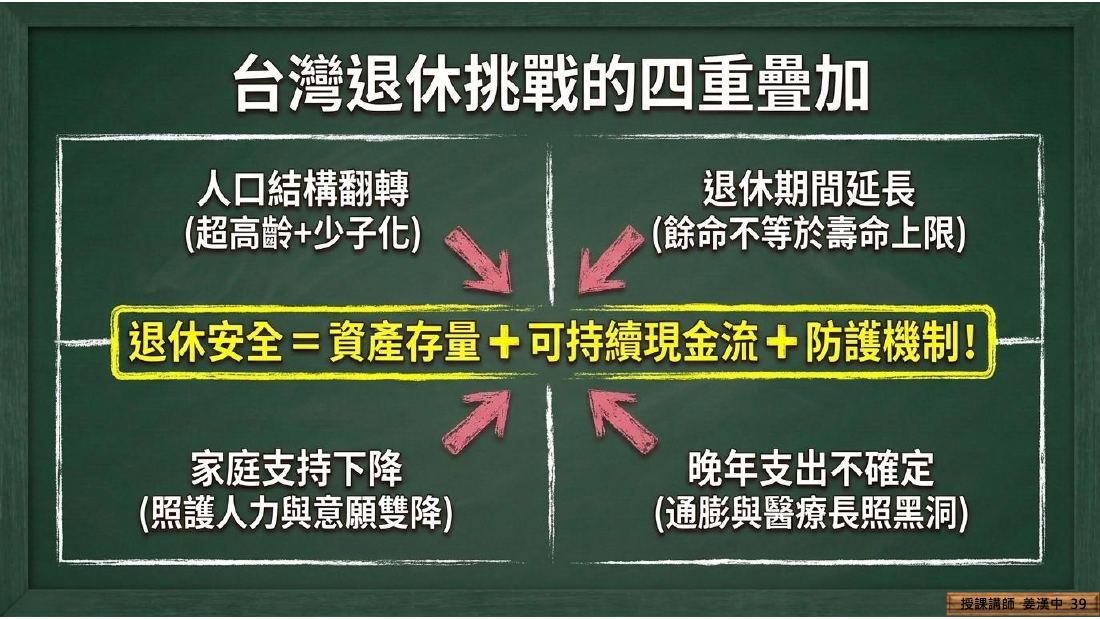 台灣退休挑戰的四重疊加
人口結構翻轉
(超高齡+少子化)
退休期間延長
(餘命不等於壽命上限)
退休安全＝資產存量＋可持續現金流＋防護機制!
家庭支持下降
(照護人力與意願雙降)
晚年支出不確定
(通膨與醫療長照黑洞)
授課講師 姜漢中 39